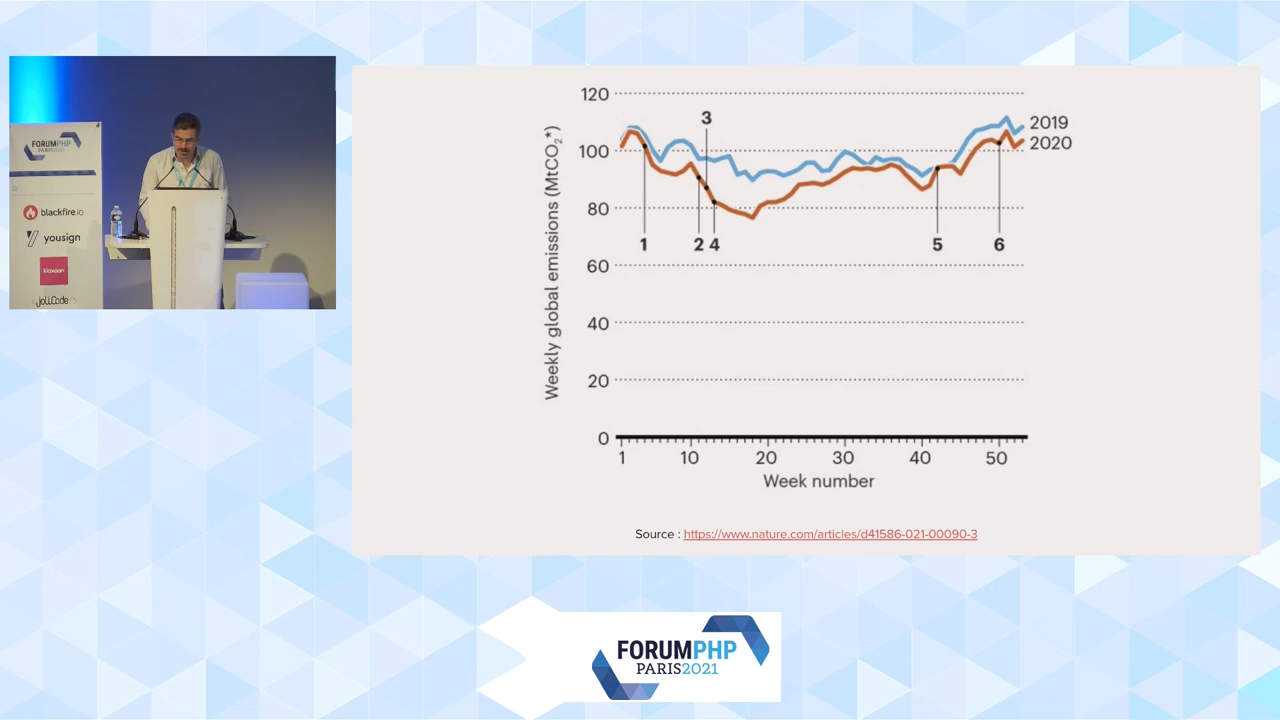 FORUMPHP
PARIS2021
blackfire.io
yousign
klaxoon
JoliCode
120
100
80
60
40
20
0
Weekly global emissions (MtCO2*)
3
2019
2020
1
2
4
5
6
1
10
20
30
40
50
Week number
Source : https://www.nature.com/articles/d41586-021-00090-3
FORUMPHP
PARIS2021